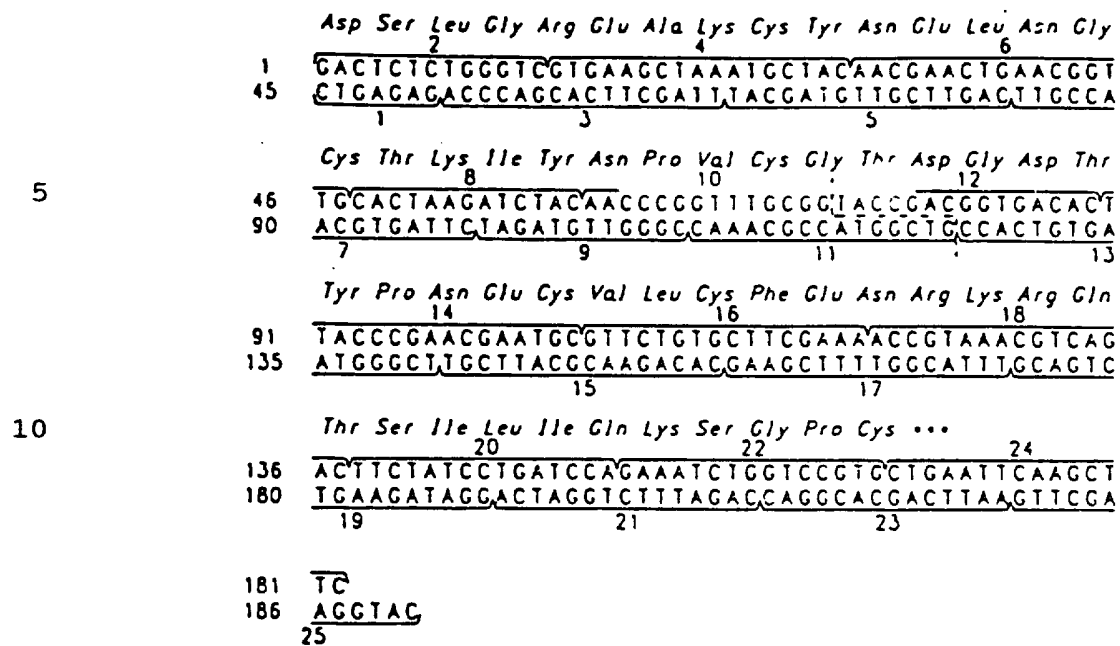 Asp Ser Leu Gly Arg Glu Ala Lys Cys Tyr Asn Glu Leu Asn Gly
2 4 6
1 GACTCTCTGGGTCGTGAAGCTAAATGCTACAACGAACTGAACGGT
45 CTGAGAGACCCAGCACTTCGATTTACGATGTTGCTTGACTTGCCA
1 3 5
Cys Thr Lys Ile Tyr Asn Pro Val Cys Gly Thr Asp Gly Asp Thr
5 8 10 12
46 TGCACTAAGATCTACAACCCGGTTTGCGGTACCGACGGTGACACT
90 ACGTGATTCTAGATGTTGGGCCAAACGCCATGGCTGCCACTGTGA
7 9 11 13
Tyr Pro Asn Glu Cys Val Leu Cys Phe Glu Asn Arg Lys Arg Gln
14 16 18
91 TACCCGAACGAATGCGTTCTGTGCTTCGAAAACCGTAAACGTCAG
135 ATGGGCTTGCTTACGCAAGACACGAAGCTTTTGGCATTTGCAGTC
15 17
10 Thr Ser Ile Leu Ile Gln Lys Ser Gly Pro Cys •••
20 22 24
136 ACTTCTATCCTGATCCAGAAATCTGGTCCGTGCTGAATTCAAGCT
180 TGAAGATAGGACTAGGTCTTTAGACCAGGCACGACTTAAGTTCGA
19 21 23
181 TC
186 AGGTAC
25